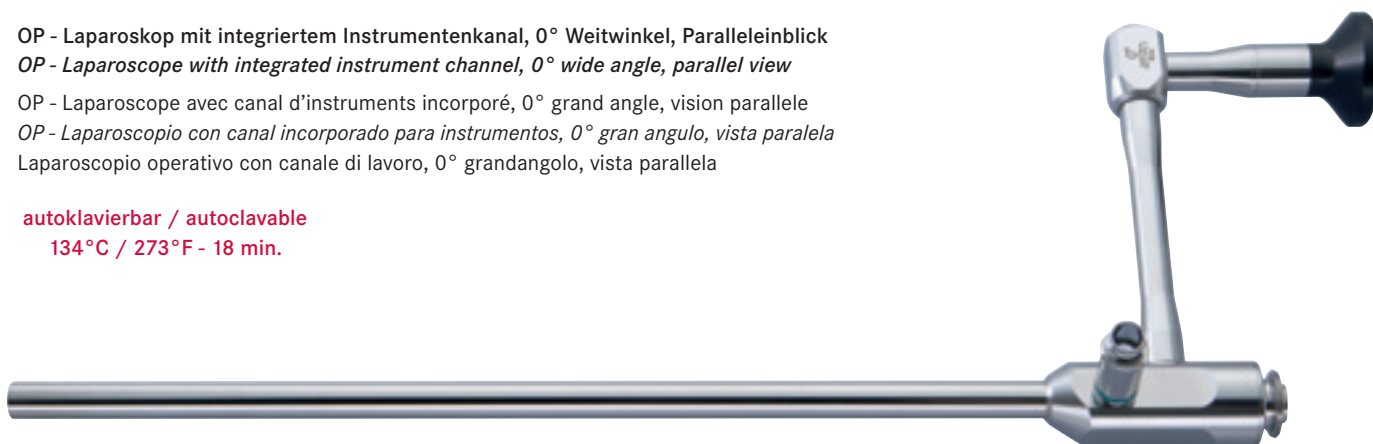 OP - Laparoskop mit integriertem Instrumentenkanal, 0° Weitwinkel, Paralleleinblick
OP - Laparoscope with integrated instrument channel, 0° wide angle, parallel view
OP - Laparoscope avec canal d'instruments incorporé, 0° grand angle, vision parallele
OP - Laparoscopio con canal incorporado para instrumentos, 0° gran angulo, vista paralela
Laparoscopio operativo con canale di lavoro, 0° grandangolo, vista parallela
autoklavierbar / autoclavable
134°C / 273°F - 18 min.